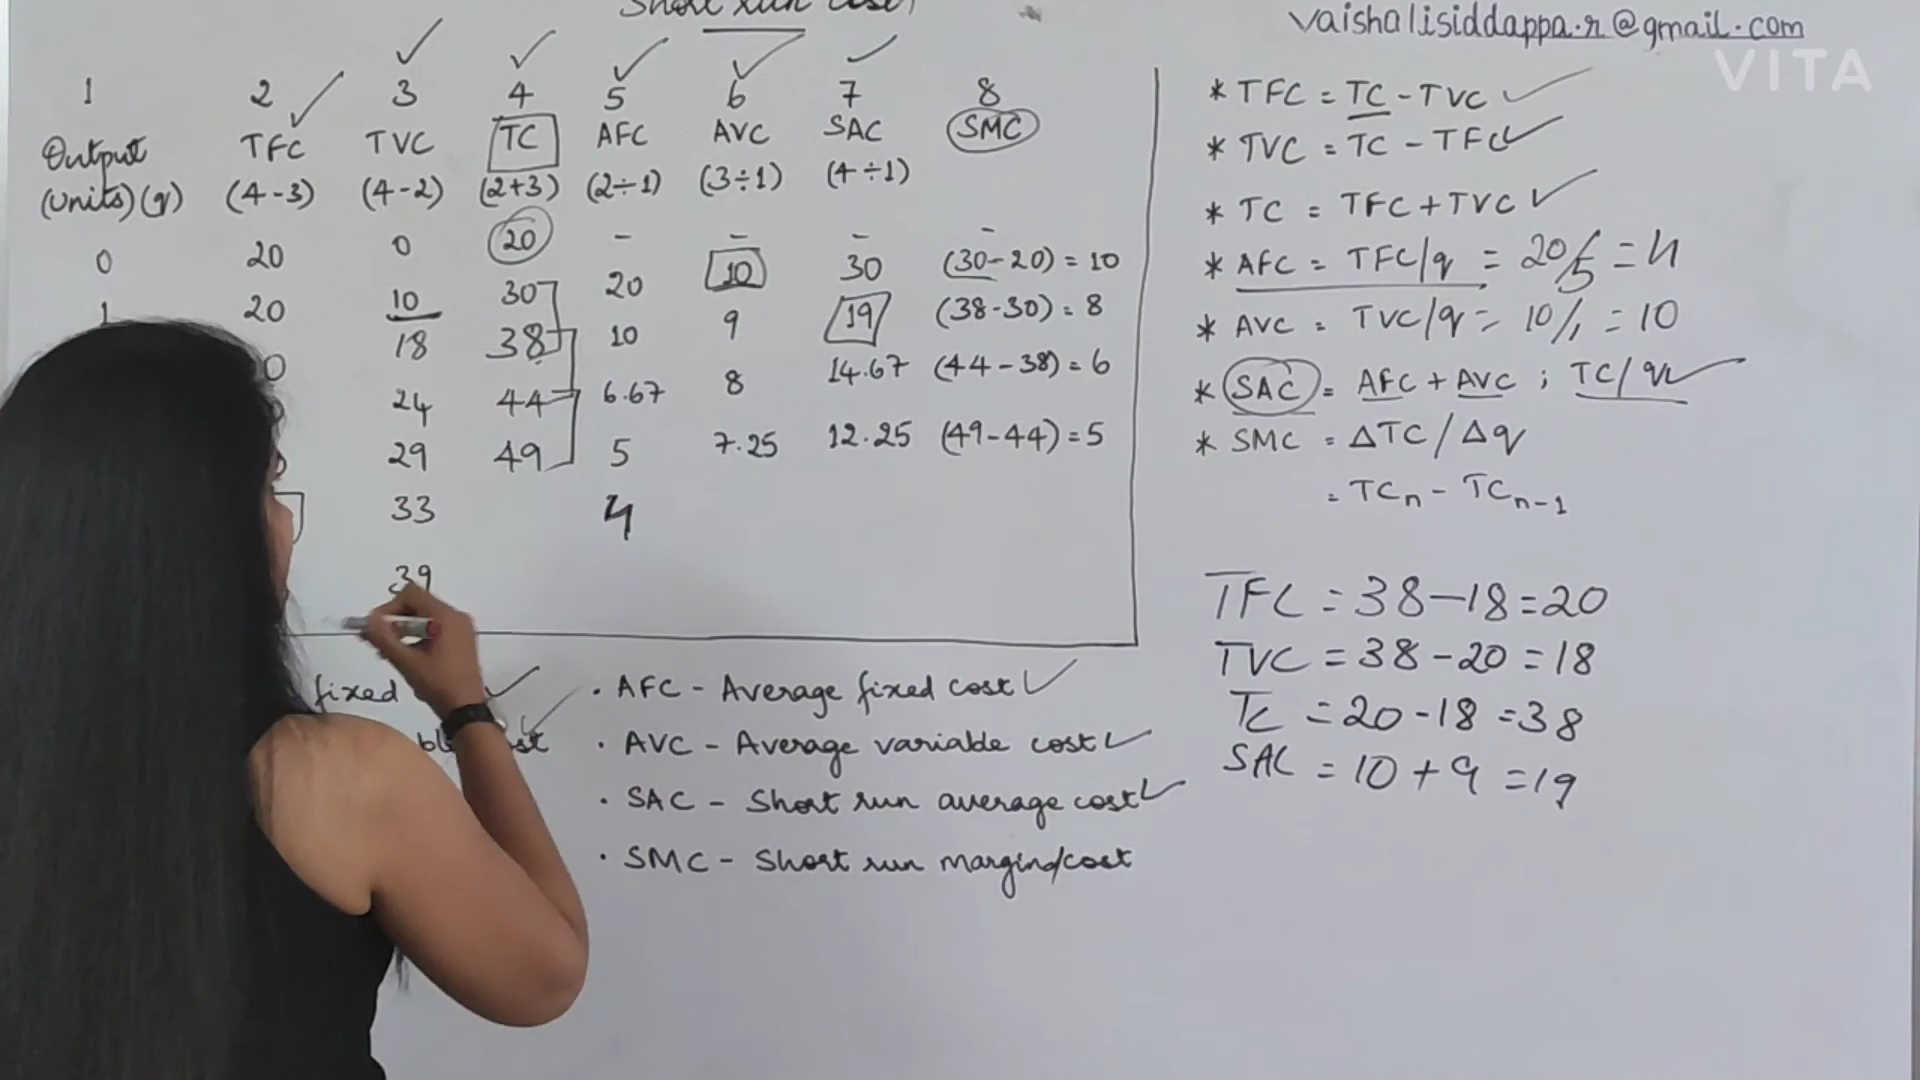 Short run cost
vaishalisiddappa.r@gmail.com
VITA
1 2 3 4 5 6 7 8
Output TFC TVC TC AFC AVC SAC SMC
(units)(q) (4-3) (4-2) (2+3) (2÷1) (3÷1) (4÷1)
0 20 0 20 - - - -
1 20 10 30 20 10 30 (30-20) = 10
18 38 10 9 19 (38-30) = 8
24 44 6.67 8 14.67 (44-38) = 6
29 49 5 7.25 12.25 (49-44) = 5
33 4
39
fixed
. AFC - Average fixed cost
. AVC - Average variable cost
. SAC - Short run average cost
. SMC - Short run marginal cost
* TFC = TC - TVC
* TVC = TC - TFC
* TC = TFC + TVC
* AFC = TFC/q = 20/5 = 4
* AVC = TVC/q = 10/1 = 10
* SAC = AFC + AVC ; TC/q
* SMC = ΔTC / Δq
= TCn - TCn-1
TFC = 38-18=20
TVC = 38-20=18
TC = 20-18=38
SAC = 10+9=19